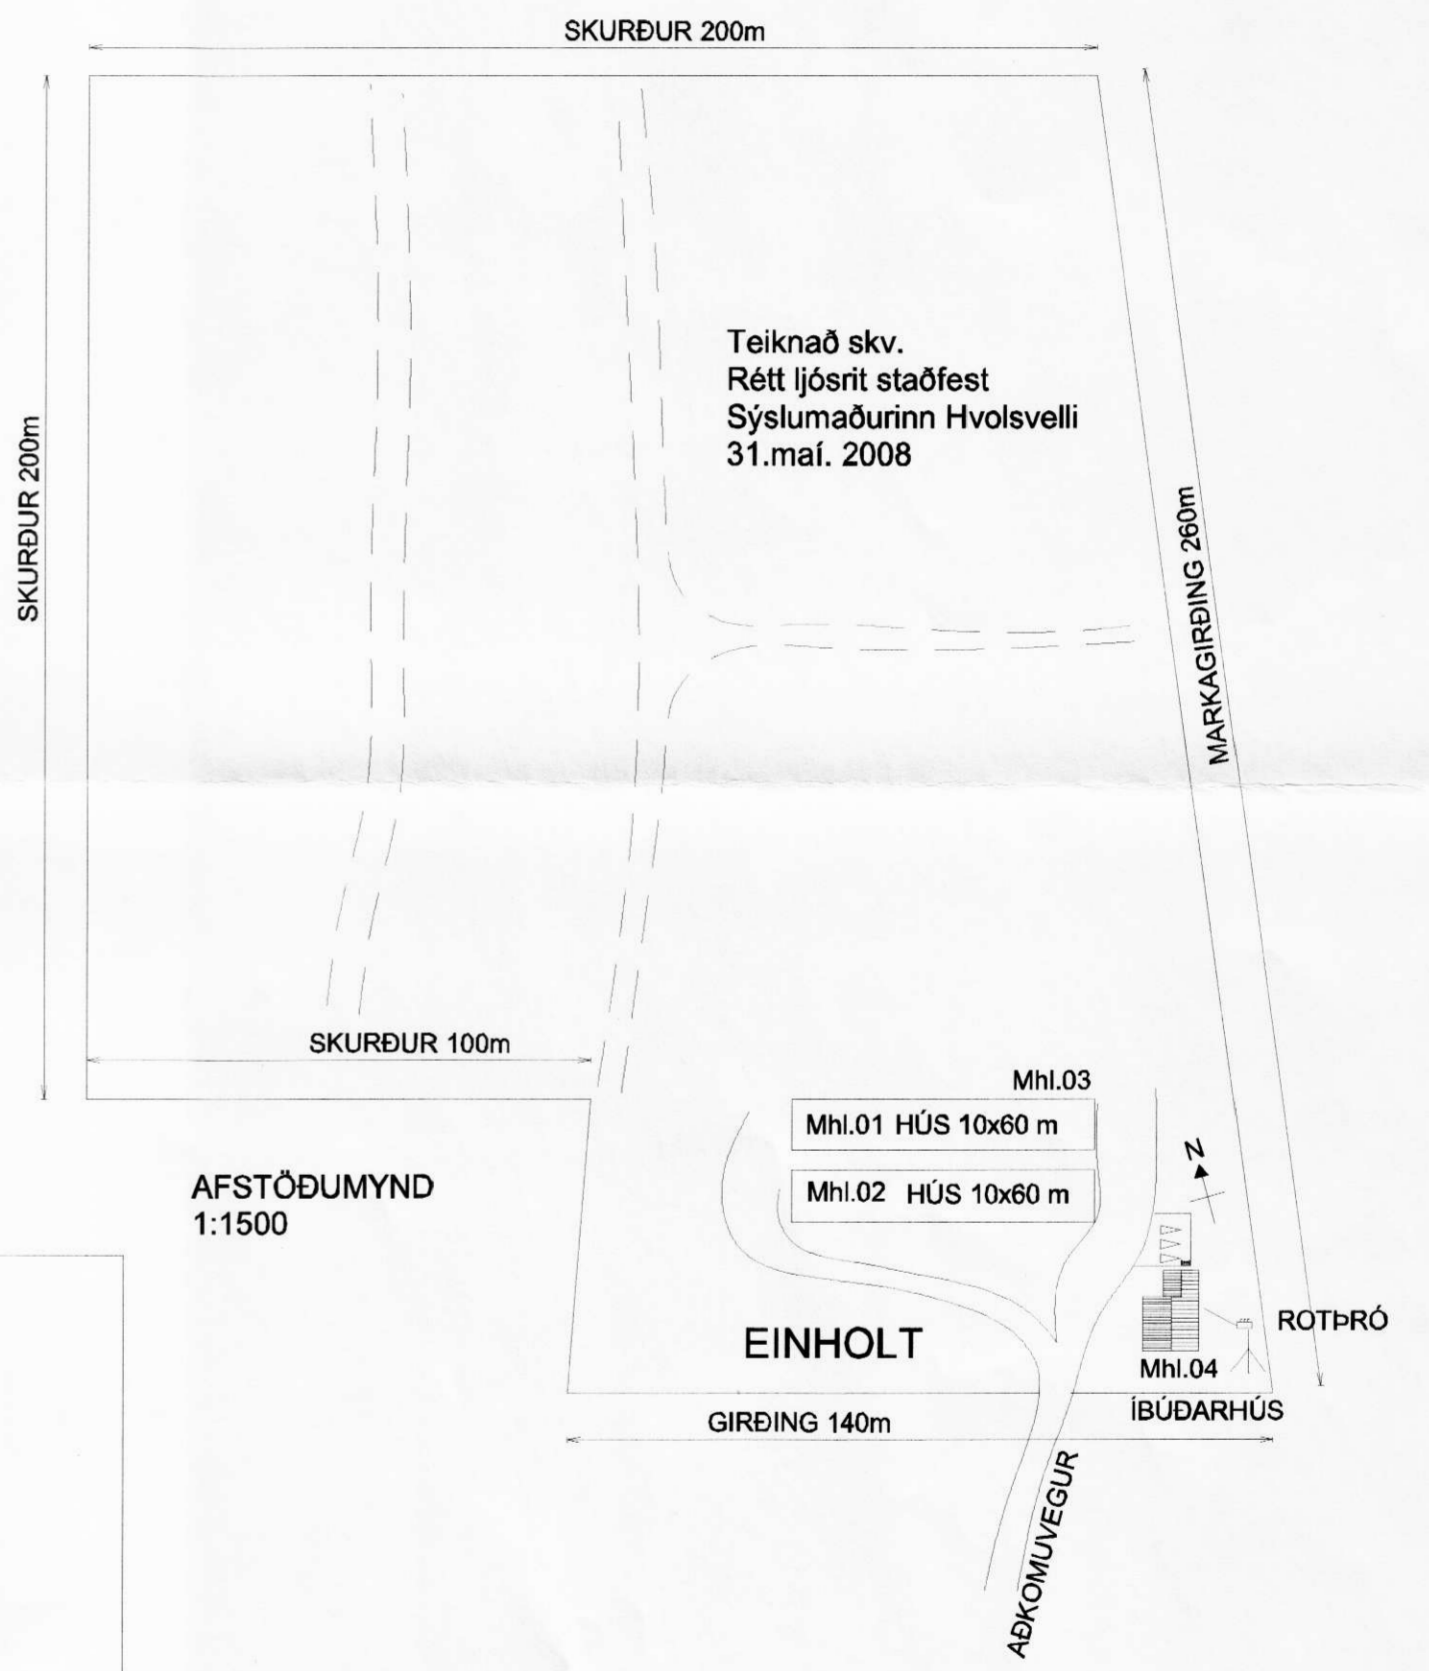 SKURÐUR 200m
SKURÐUR 200m
Teiknað skv.
Rétt ljósrit staðfest
Sýslumaðurinn Hvolsvelli
31.maí. 2008
MARKAGIRÐING 260m
SKURÐUR 100m
Mhl.03
Mhl.01 HÚS 10x60 m
Mhl.02 HÚS 10x60 m
N
AFSTÖÐUMYND
1:1500
EINHOLT
ROTÞRÓ
Mhl.04
ÍBÚÐARHÚS
GIRÐING 140m
AÐKOMUVEGUR